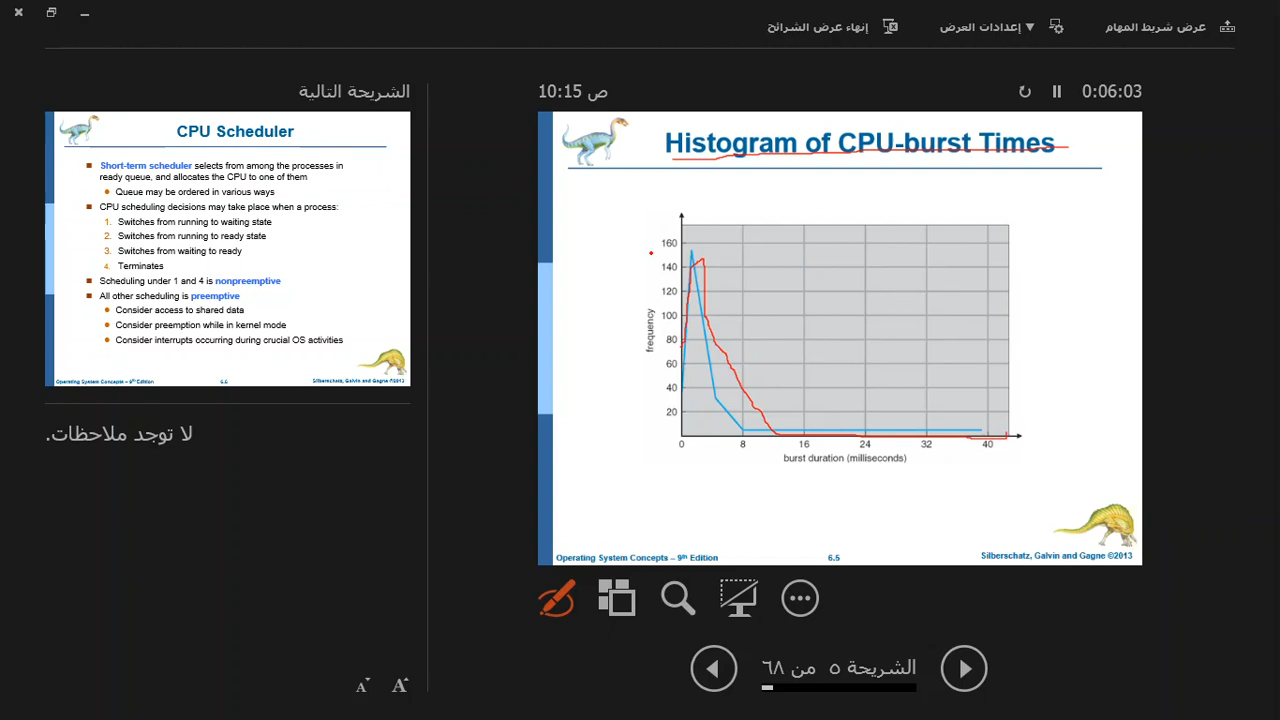 إنهاء عرض الشرائح
إعدادات العرض ▼
عرض شريط المهام
الشريحة التالية
10:15 ص
0:06:03
CPU Scheduler
Short-term scheduler selects from among the processes in
ready queue, and allocates the CPU to one of them
Queue may be ordered in various ways
CPU scheduling decisions may take place when a process:
1. Switches from running to waiting state
2. Switches from running to ready state
3. Switches from waiting to ready
4. Terminates
Scheduling under 1 and 4 is nonpreemptive
All other scheduling is preemptive
Consider access to shared data
Consider preemption while in kernel mode
Consider interrupts occurring during crucial OS activities
Operating System Concepts – 9th Edition
6.6
Silberschatz, Galvin and Gagne ©2013
لا توجد ملاحظات.
Histogram of CPU-burst Times
160
140
120
100
80
60
40
20
frequency
0 8 16 24 32 40
burst duration (milliseconds)
Operating System Concepts – 9th Edition
6.5
Silberschatz, Galvin and Gagne ©2013
الشريحة ٥ من ٦٨
A A